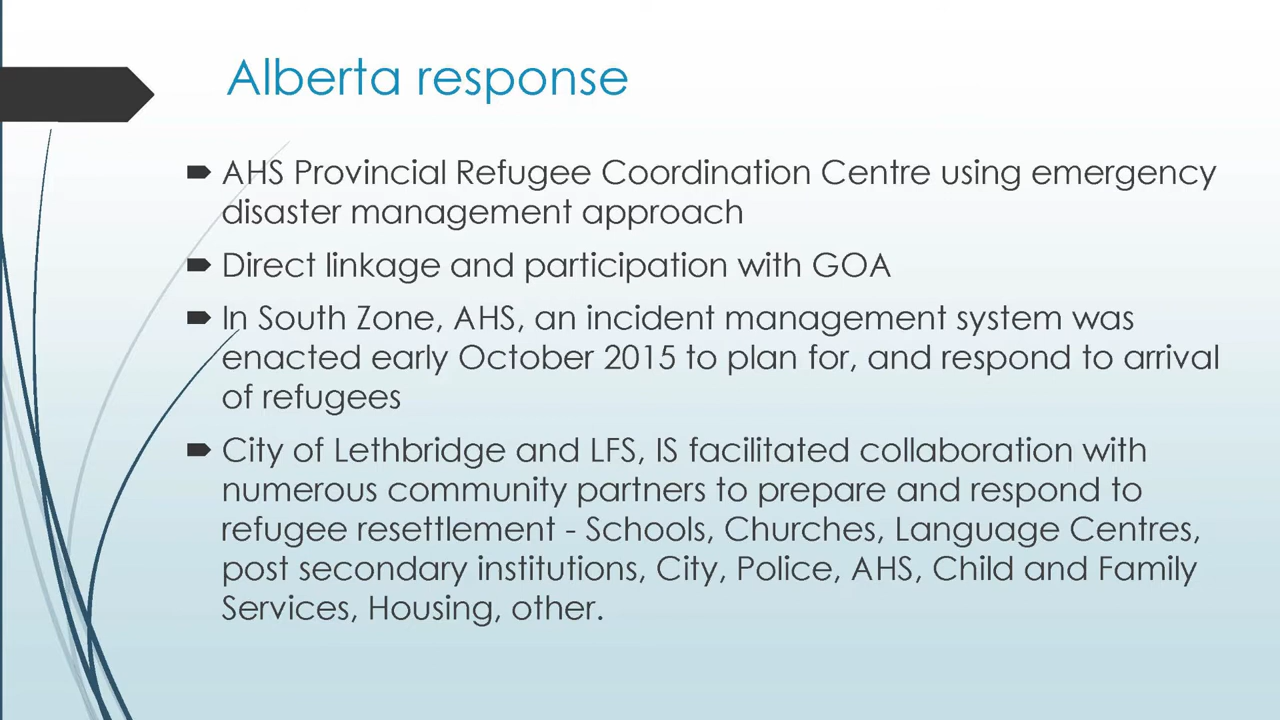 Alberta response
AHS Provincial Refugee Coordination Centre using emergency
disaster management approach
Direct linkage and participation with GOA
In South Zone, AHS, an incident management system was
enacted early October 2015 to plan for, and respond to arrival
of refugees
City of Lethbridge and LFS, IS facilitated collaboration with
numerous community partners to prepare and respond to
refugee resettlement - Schools, Churches, Language Centres,
post secondary institutions, City, Police, AHS, Child and Family
Services, Housing, other.